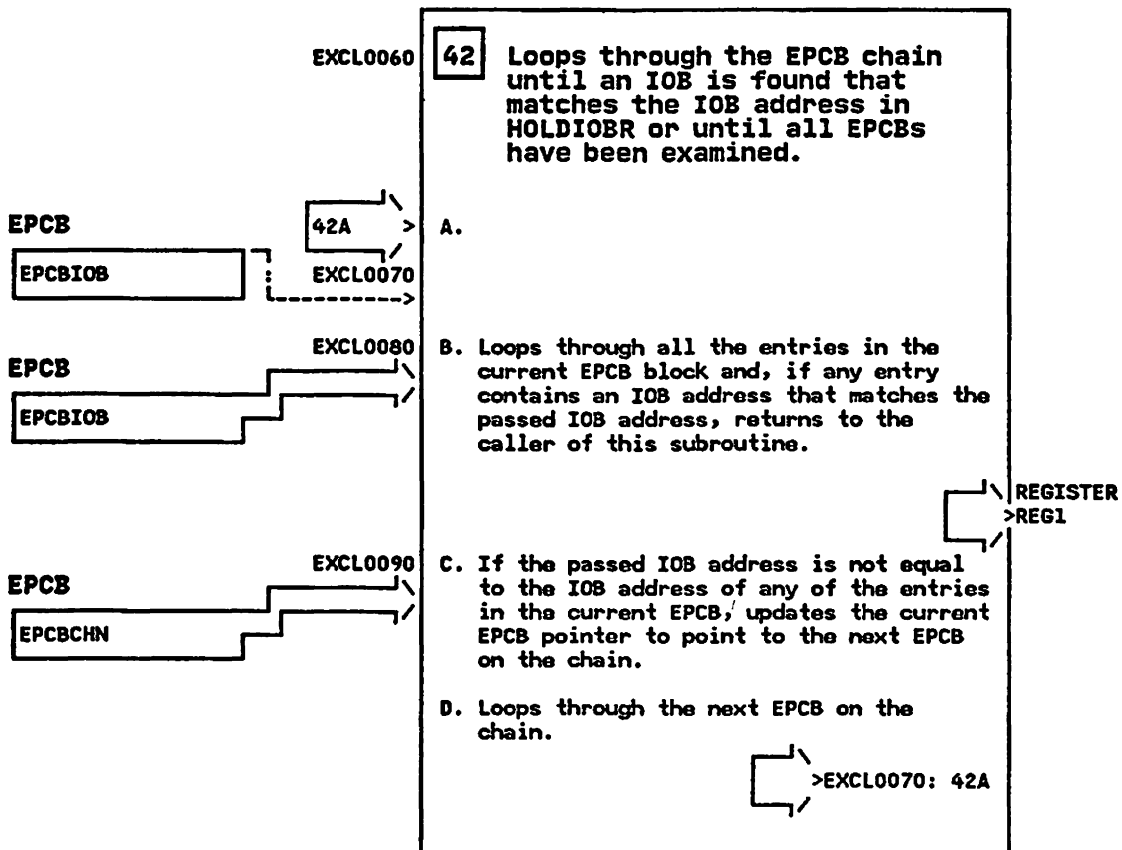 EXCL0060
42 Loops through the EPCB chain
until an IOB is found that
matches the IOB address in
HOLDIOBR or until all EPCBs
have been examined.
EPCB
42A > A.
EPCBIOB
EXCL0070
EXCL0080
EPCB
EPCBIOB
B. Loops through all the entries in the
current EPCB block and, if any entry
contains an IOB address that matches the
passed IOB address, returns to the
caller of this subroutine.
REGISTER
>REG1
EXCL0090
EPCB
EPCBCHN
C. If the passed IOB address is not equal
to the IOB address of any of the entries
in the current EPCB, updates the current
EPCB pointer to point to the next EPCB
on the chain.
D. Loops through the next EPCB on the
chain.
>EXCL0070: 42A